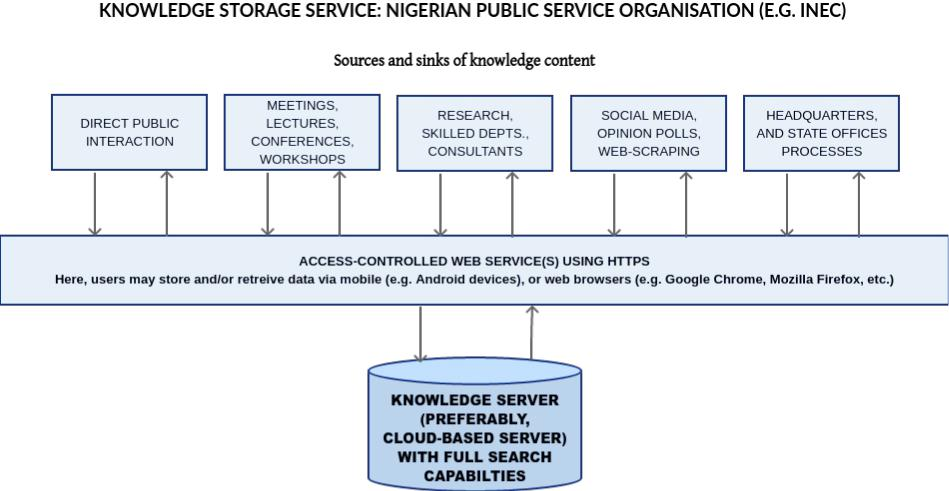 KNOWLEDGE STORAGE SERVICE: NIGERIAN PUBLIC SERVICE ORGANISATION (E.G. INEC)
Sources and sinks of knowledge content
DIRECT PUBLIC
INTERACTION
MEETINGS,
LECTURES,
CONFERENCES,
WORKSHOPS
RESEARCH,
SKILLED DEPTS.,
CONSULTANTS
SOCIAL MEDIA,
OPINION POLLS,
WEB-SCRAPING
HEADQUARTERS,
AND STATE OFFICES
PROCESSES
ACCESS-CONTROLLED WEB SERVICE(S) USING HTTPS
Here, users may store and/or retreive data via mobile (e.g. Android devices), or web browsers (e.g. Google Chrome, Mozilla Firefox, etc.)
KNOWLEDGE SERVER
(PREFERABLY,
CLOUD-BASED SERVER)
WITH FULL SEARCH
CAPABILTIES